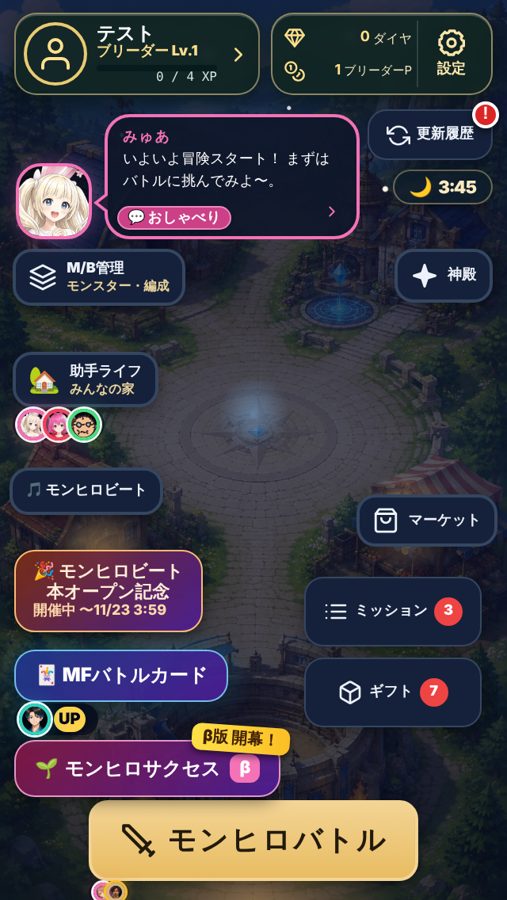 テスト
ブリーダー Lv.1
0 / 4 XP
0 ダイヤ
1 ブリーダーP
設定
みゅあ
いよいよ冒険スタート！ まずは
バトルに挑んでみよ〜。
💬 おしゃべり
更新履歴
!
🌙 3:45
M/B管理
モンスター・編成
神殿
🏡 助手ライフ
みんなの家
🎵 モンヒロビート
マーケット
🎉 モンヒロビート
本オープン記念
開催中 〜11/23 3:59
ミッション 3
🃏 MFバトルカード
ギフト 7
UP
β版 開幕！
🌱 モンヒロサクセス β
モンヒロバトル